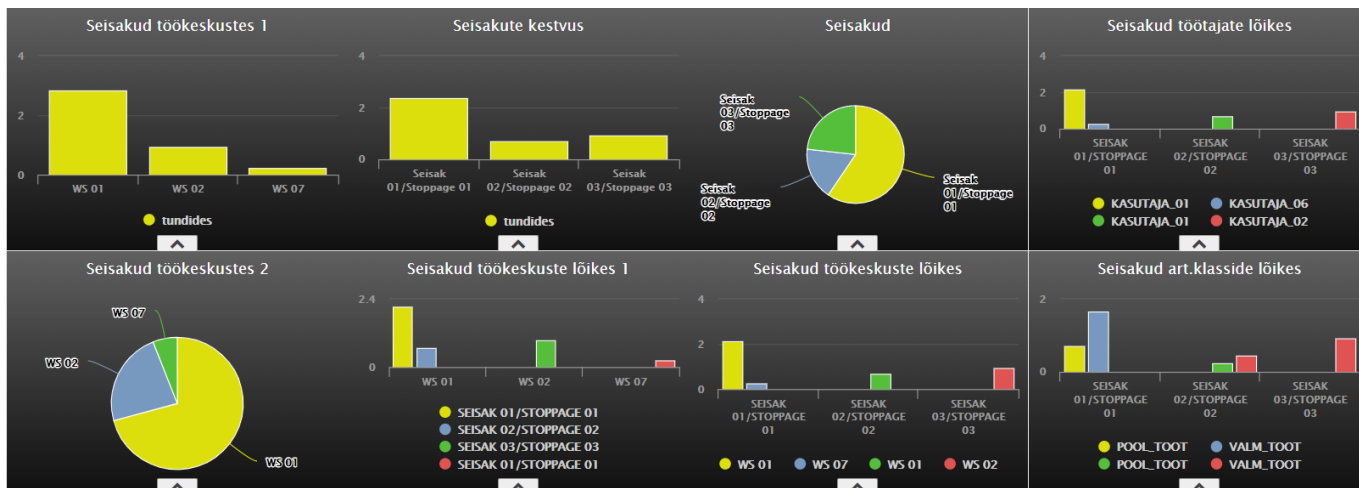 Seisakud töökeskustes 1
4
2
0
WS 01
WS 02
WS 07
tundides
Seisakute kestvus
4
2
0
Seisak
01/Stoppage 01
Seisak
02/Stoppage 02
Seisak
03/Stoppage 03
tundides
Seisakud
Seisak
03/Stoppage
03
Seisak
02/Stoppage
02
Seisak
01/Stoppage
01
Seisakud töötajate lõikes
4
2
0
SEISAK
01/STOPPAGE
01
SEISAK
02/STOPPAGE
02
SEISAK
03/STOPPAGE
03
KASUTAJA_01
KASUTAJA_06
KASUTAJA_01
KASUTAJA_02
Seisakud töökeskustes 2
WS 07
WS 02
WS 01
Seisakud töökeskuste lõikes 1
2.4
0
WS 01
WS 02
WS 07
SEISAK 01/STOPPAGE 01
SEISAK 02/STOPPAGE 02
SEISAK 03/STOPPAGE 03
SEISAK 01/STOPPAGE 01
Seisakud töökeskuste lõikes
4
2
0
SEISAK
01/STOPPAGE
01
SEISAK
02/STOPPAGE
02
SEISAK
03/STOPPAGE
03
WS 01
WS 07
WS 01
WS 02
Seisakud art.klasside lõikes
2
0
SEISAK
01/STOPPAGE
01
SEISAK
02/STOPPAGE
02
SEISAK
03/STOPPAGE
03
POOL_TOOT
VALM_TOOT
POOL_TOOT
VALM_TOOT